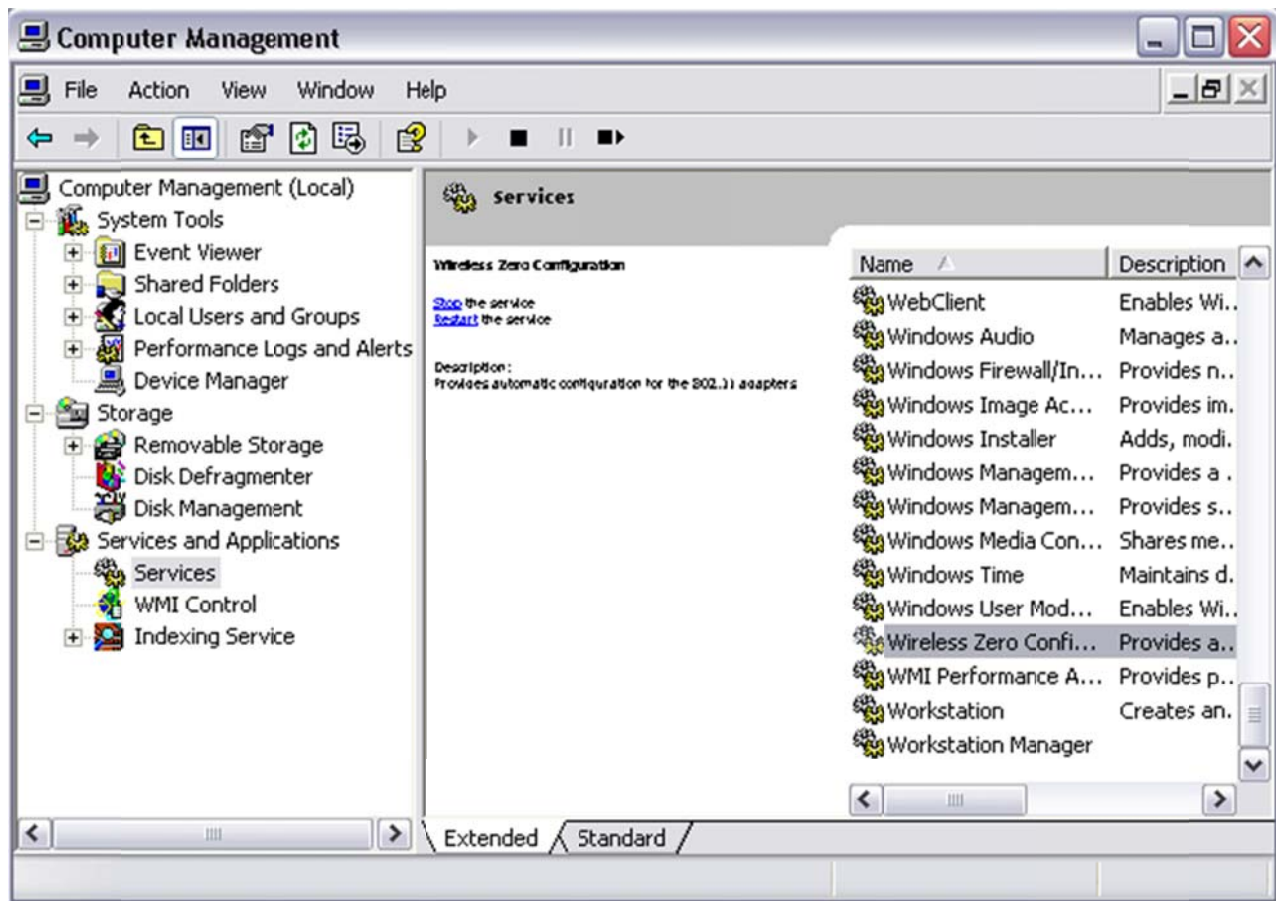 Computer Management
File Action View Window Help
Computer Management (Local)
System Tools
Event Viewer
Shared Folders
Local Users and Groups
Performance Logs and Alerts
Device Manager
Storage
Removable Storage
Disk Defragmenter
Disk Management
Services and Applications
Services
WMI Control
Indexing Service
Services
Wireless Zero Configuration
Stop the service
Restart the service
Description:
Provides automatic configuration for the 802.11 adapters
Name Description
WebClient Enables Wi..
Windows Audio Manages a..
Windows Firewall/In... Provides n..
Windows Image Ac... Provides im.
Windows Installer Adds, modi.
Windows Managem... Provides a .
Windows Managem... Provides s..
Windows Media Con... Shares me..
Windows Time Maintains d.
Windows User Mod... Enables Wi..
Wireless Zero Confi... Provides a..
WMI Performance A... Provides p..
Workstation Creates an.
Workstation Manager
Extended Standard